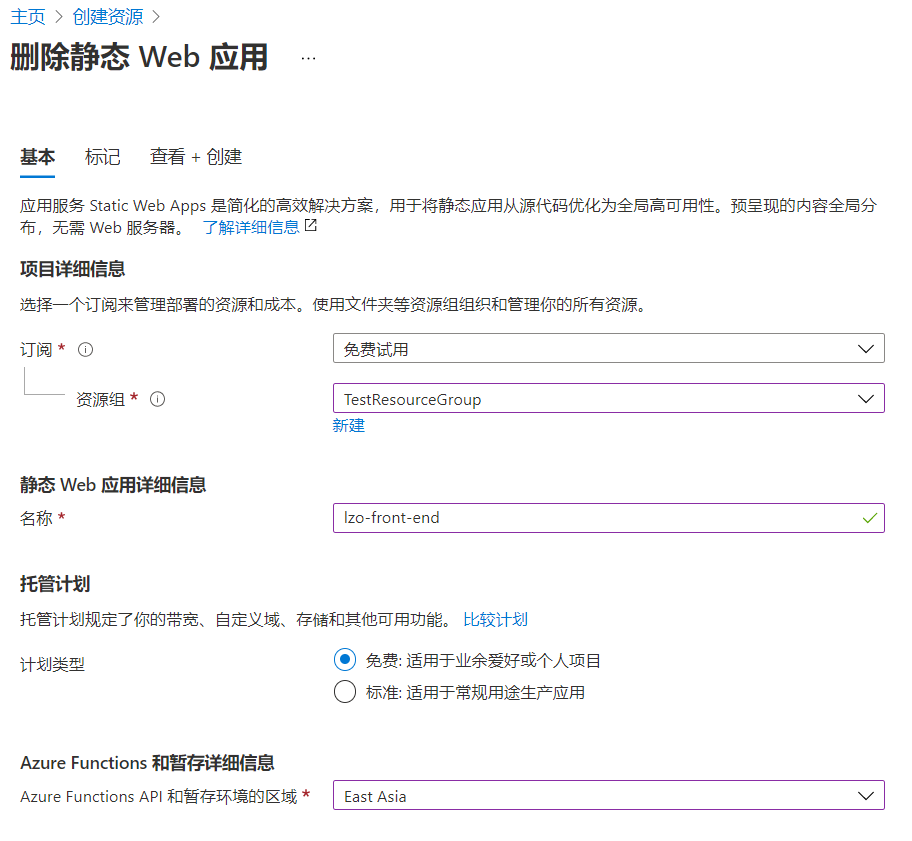 主页 > 创建资源 >
删除静态 Web 应用 ...
基本 标记 查看 + 创建
应用服务 Static Web Apps 是简化的高效解决方案，用于将静态应用从源代码优化为全局高可用性。预呈现的内容全局分
布，无需 Web 服务器。 了解详细信息
项目详细信息
选择一个订阅来管理部署的资源和成本。使用文件夹等资源组组织和管理你的所有资源。
订阅 * 免费试用
资源组 * TestResourceGroup
新建
静态 Web 应用详细信息
名称 * lzo-front-end
托管计划
托管计划规定了你的带宽、自定义域、存储和其他可用功能。 比较计划
计划类型 免费: 适用于业余爱好或个人项目
标准: 适用于常规用途生产应用
Azure Functions 和暂存详细信息
Azure Functions API 和暂存环境的区域 * East Asia